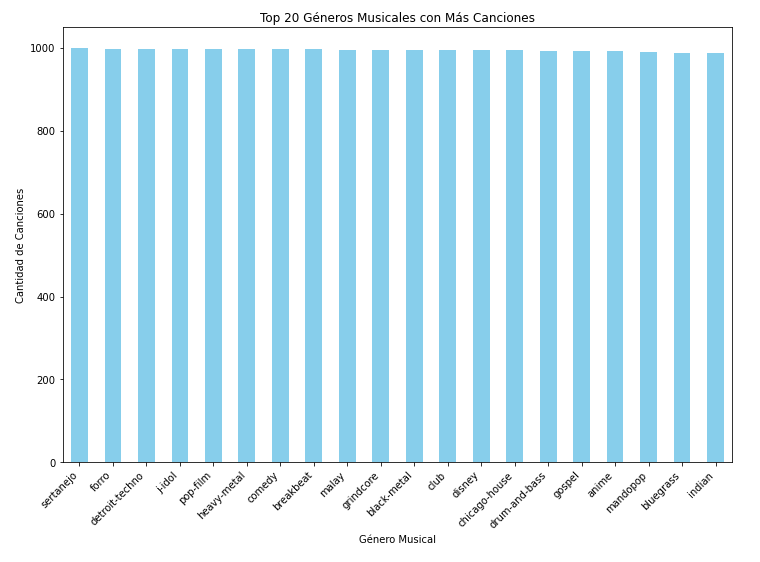 Top 20 Géneros Musicales con Más Canciones
1000
800
600
400
200
0
Cantidad de Canciones
sertanejo
forro
detroit-techno
j-idol
pop-film
heavy-metal
comedy
breakbeat
malay
grindcore
black-metal
club
disney
chicago-house
drum-and-bass
gospel
anime
mandopop
bluegrass
indian
Género Musical